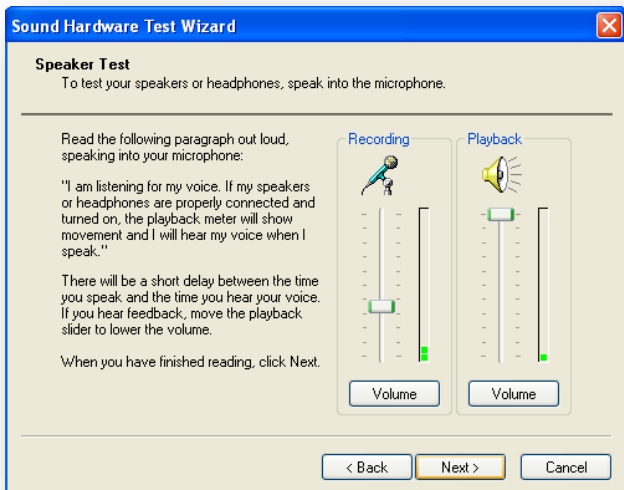 Sound Hardware Test Wizard
Speaker Test
To test your speakers or headphones, speak into the microphone.
Read the following paragraph out loud,
speaking into your microphone:
"I am listening for my voice. If my speakers
or headphones are properly connected and
turned on, the playback meter will show
movement and I will hear my voice when I
speak."
There will be a short delay between the time
you speak and the time you hear your voice.
If you hear feedback, move the playback
slider to lower the volume.
When you have finished reading, click Next.
Recording
Playback
Volume
Volume
< Back
Next >
Cancel